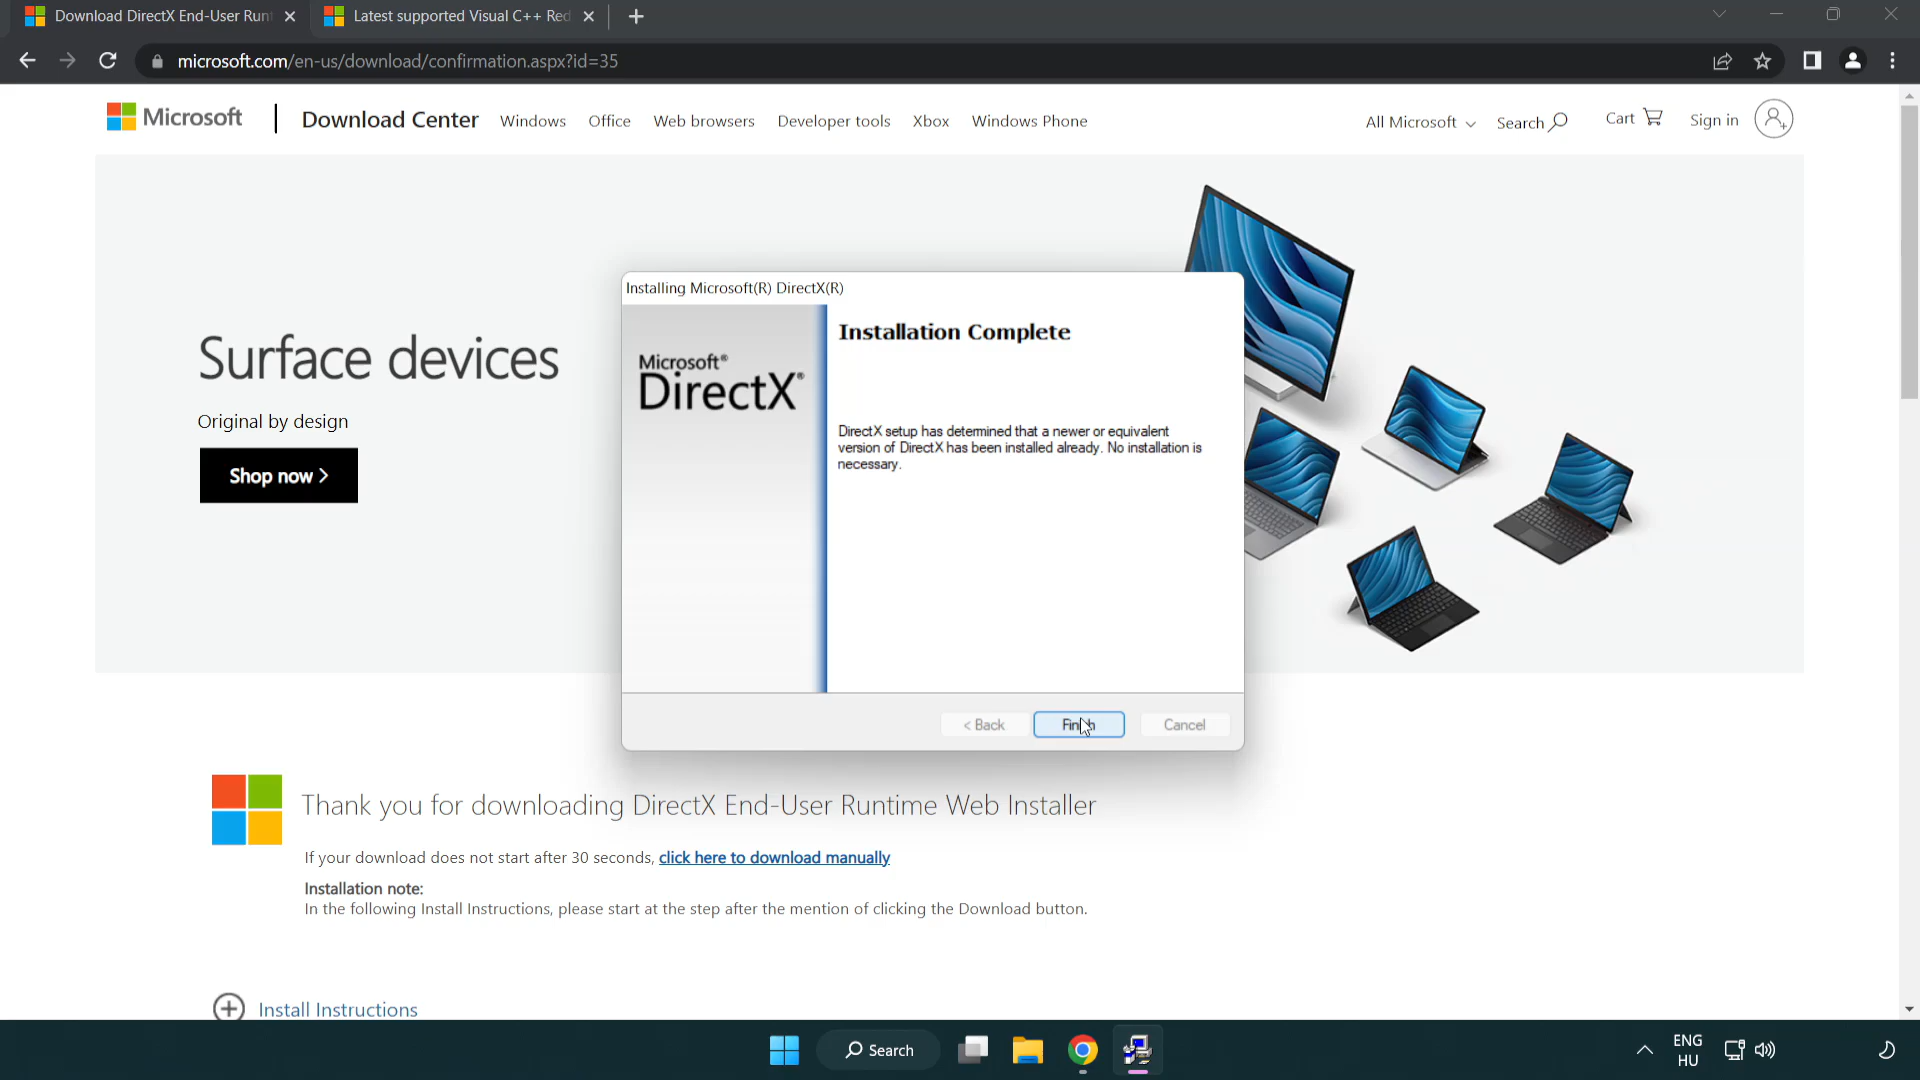 Download DirectX End-User Runt
Latest supported Visual C++ Red
microsoft.com/en-us/download/confirmation.aspx?id=35
Microsoft
Download Center
Windows
Office
Web browsers
Developer tools
Xbox
Windows Phone
All Microsoft
Search
Cart
Sign in
Surface devices
Original by design
Shop now
Installing Microsoft(R) DirectX(R)
Microsoft®
DirectX®
Installation Complete
DirectX setup has determined that a newer or equivalent
version of DirectX has been installed already. No installation is
necessary.
< Back
Finish
Cancel
Thank you for downloading DirectX End-User Runtime Web Installer
If your download does not start after 30 seconds, click here to download manually
Installation note:
In the following Install Instructions, please start at the step after the mention of clicking the Download button.
Install Instructions
Search
ENG
HU